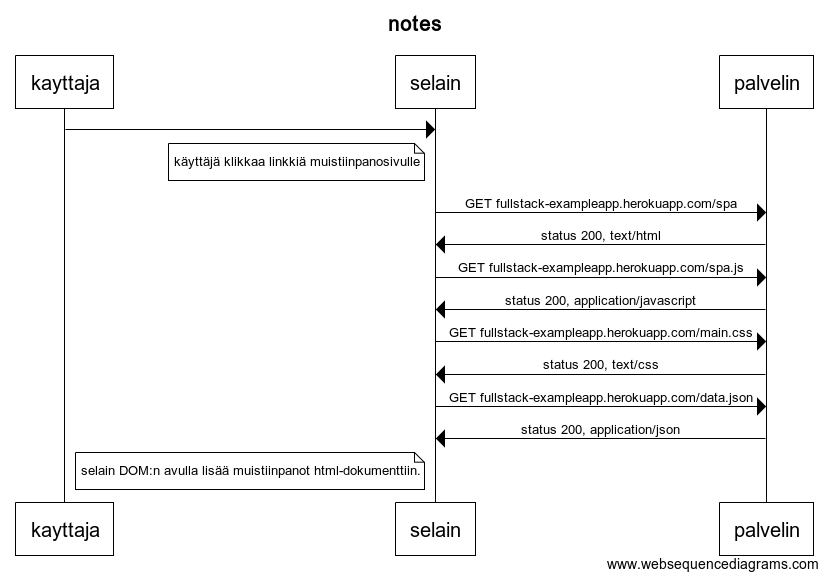 notes
kayttaja
selain
palvelin
käyttäjä klikkaa linkkiä muistiinpanosivulle
GET fullstack-exampleapp.herokuapp.com/spa
status 200, text/html
GET fullstack-exampleapp.herokuapp.com/spa.js
status 200, application/javascript
GET fullstack-exampleapp.herokuapp.com/main.css
status 200, text/css
GET fullstack-exampleapp.herokuapp.com/data.json
status 200, application/json
selain DOM:n avulla lisää muistiinpanot html-dokumenttiin.
kayttaja
selain
palvelin
www.websequencediagrams.com